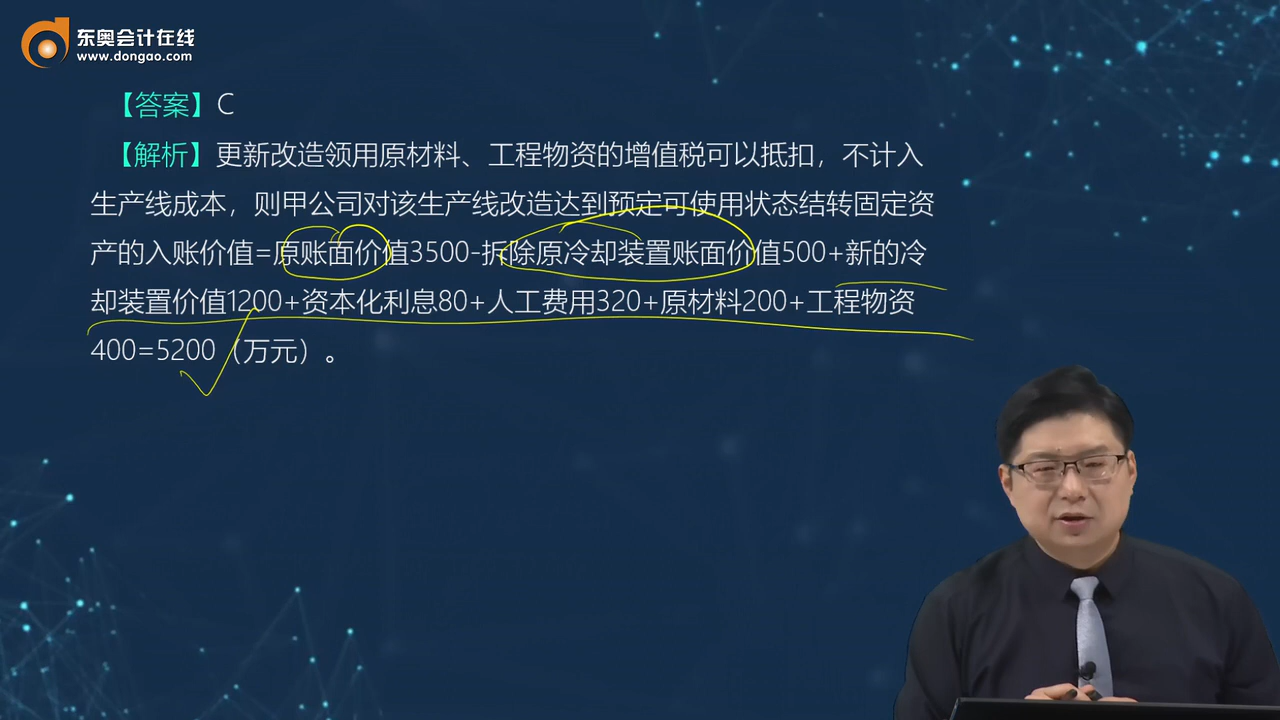 东奥会计在线
www.dongao.com
【答案】C
【解析】更新改造领用原材料、工程物资的增值税可以抵扣，不计入
生产线成本，则甲公司对该生产线改造达到预定可使用状态结转固定资
产的入账价值=原账面价值3500-拆除原冷却装置账面价值500+新的冷
却装置价值1200+资本化利息80+人工费用320+原材料200+工程物资
400=5200（万元）。